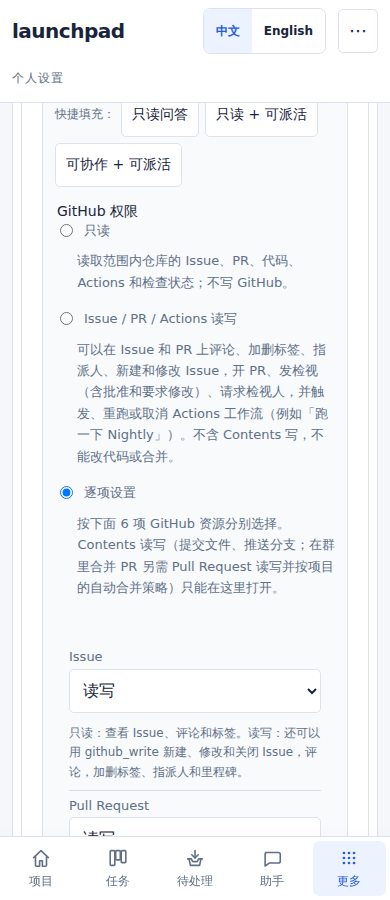 launchpad
中文 English ⋯
个人设置
快捷填充： 只读问答 只读 + 可派活
可协作 + 可派活
GitHub 权限
只读
读取范围内仓库的 Issue、PR、代码、
Actions 和检查状态；不写 GitHub。
Issue / PR / Actions 读写
可以在 Issue 和 PR 上评论、加删标签、指
派人、新建和修改 Issue，开 PR、发检视
（含批准和要求修改）、请求检视人，并触
发、重跑或取消 Actions 工作流（例如「跑
一下 Nightly」）。不含 Contents 写，不
能改代码或合并。
逐项设置
按下面 6 项 GitHub 资源分别选择。
Contents 读写（提交文件、推送分支；在群
里合并 PR 另需 Pull Request 读写并按项目
的自动合并策略）只能在这里打开。
Issue
读写
只读：查看 Issue、评论和标签。读写：还可以
用 github_write 新建、修改和关闭 Issue，评
论，加删标签、指派人和里程碑。
Pull Request
读写
项目 任务 待处理 助手 更多